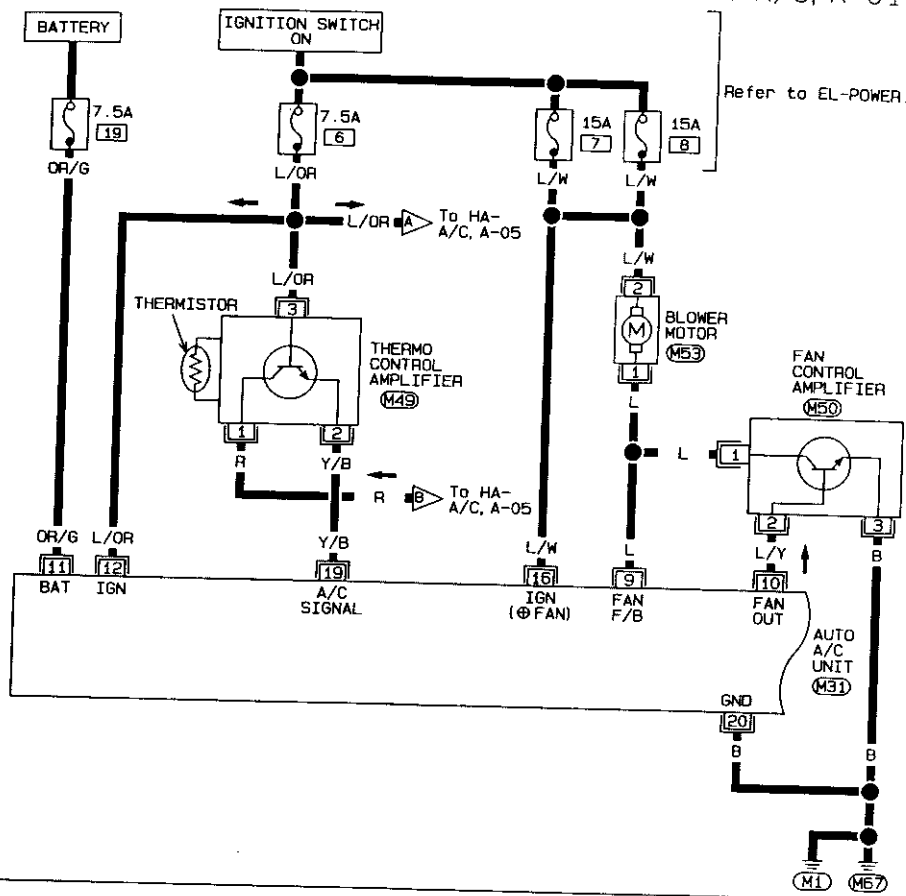 A/C, A-01
BATTERY
IGNITION SWITCH
ON
Refer to EL-POWER.
7.5A
19
7.5A
6
15A
7
15A
8
OR/G
L/OR
L/W
L/W
L/OR
A
To HA-
A/C, A-05
L/OR
L/W
THERMISTOR
3
2
M
BLOWER
MOTOR
M53
1
THERMO
CONTROL
AMPLIFIER
M49
FAN
CONTROL
AMPLIFIER
M50
1
2
L
L
1
R
Y/B
R
B
To HA-
A/C, A-05
2
3
OR/G
L/OR
Y/B
L/W
L
L/Y
B
11
12
19
16
9
10
BAT
IGN
A/C
SIGNAL
IGN
(⊕FAN)
FAN
F/B
FAN
OUT
AUTO
A/C
UNIT
M31
GND
20
B
B
M1
M67